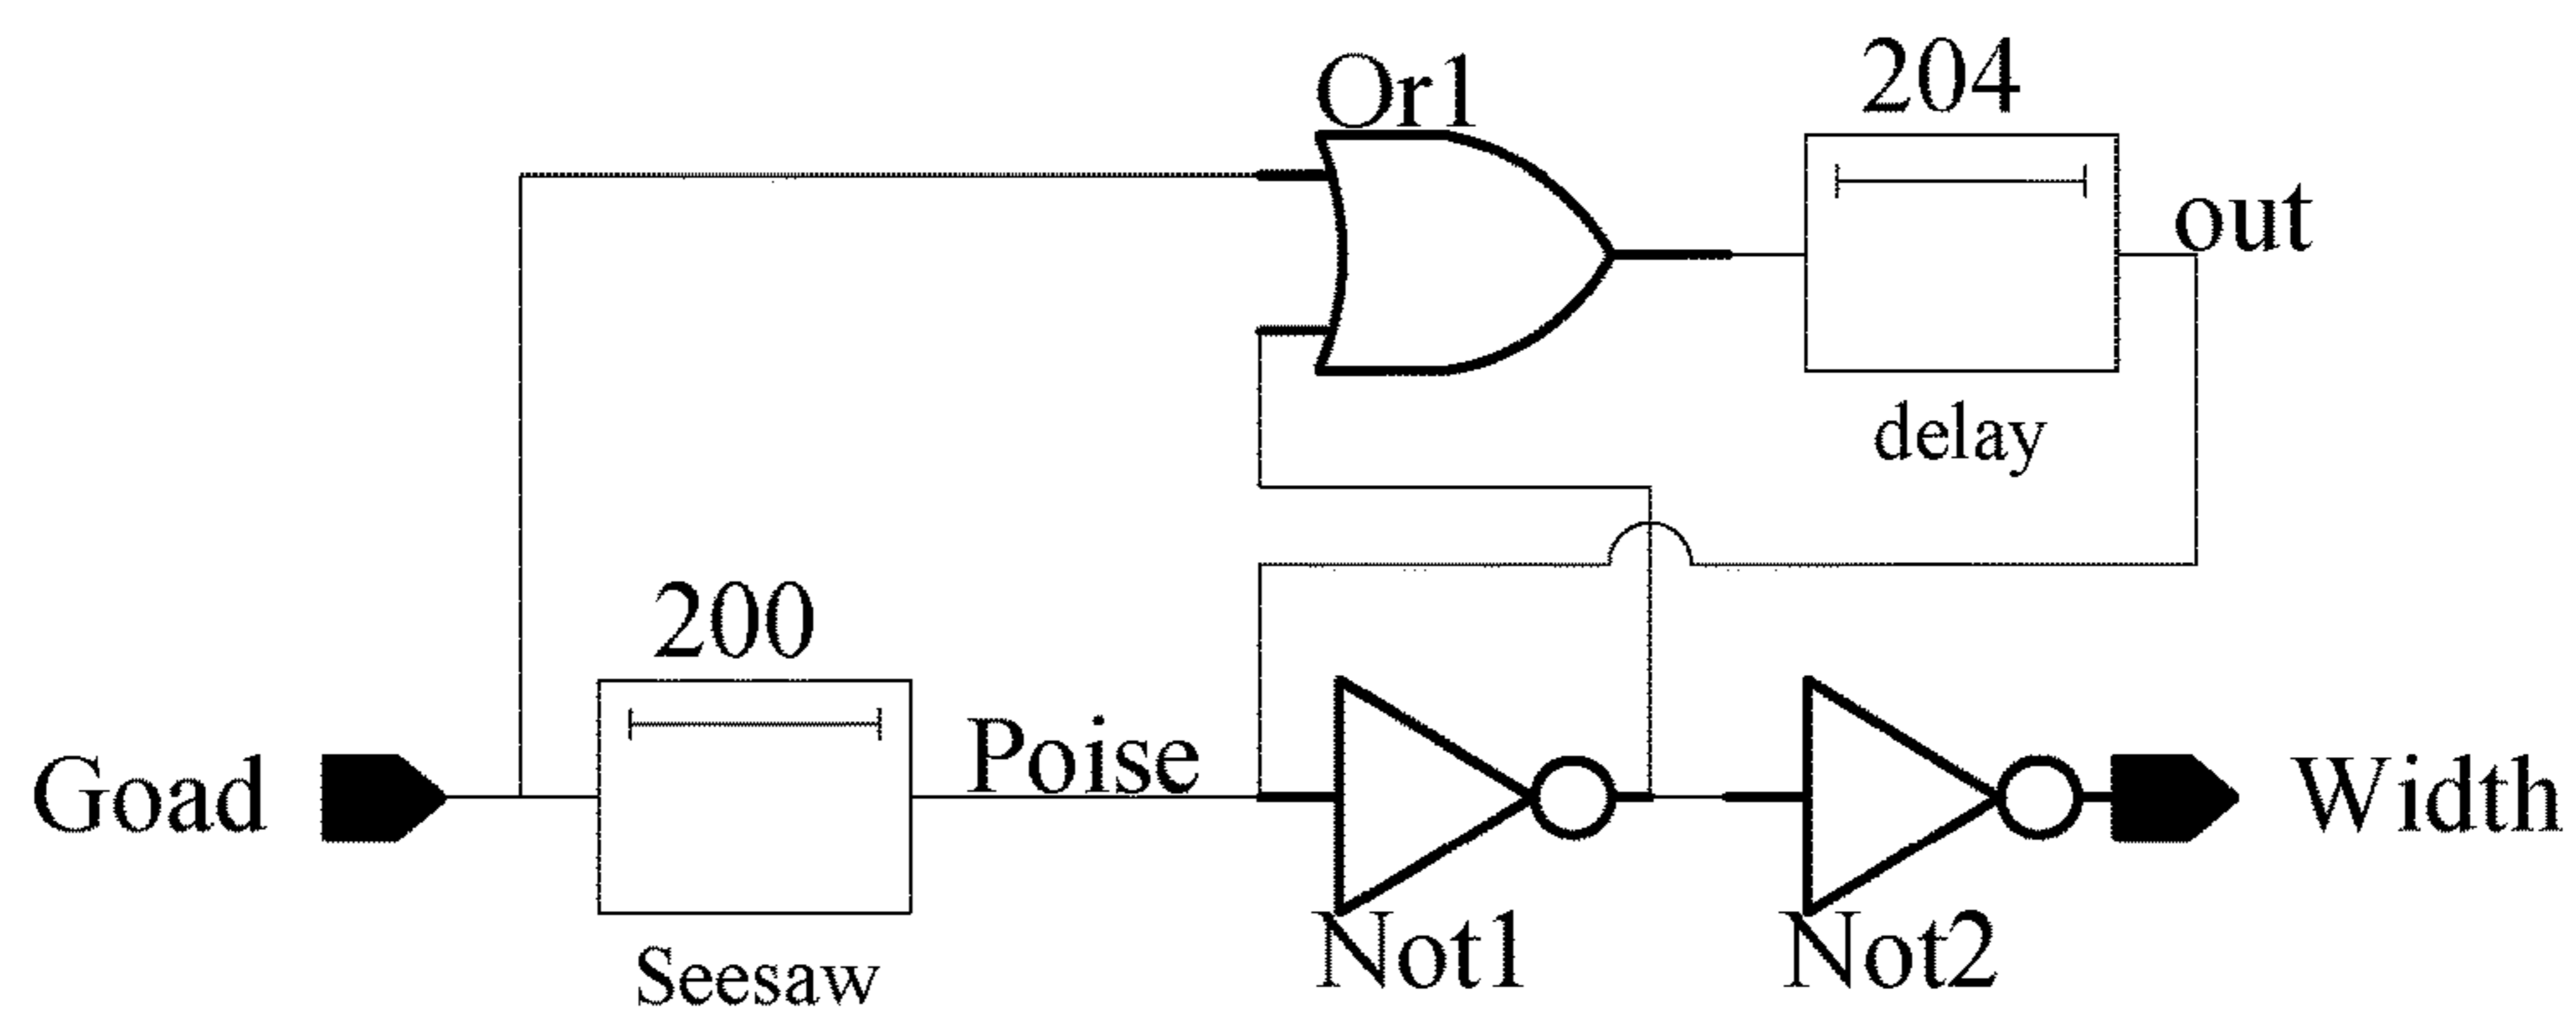 Or1
204
out
delay
200
Poise
Goad
Width
Seesaw
Not1
Not2